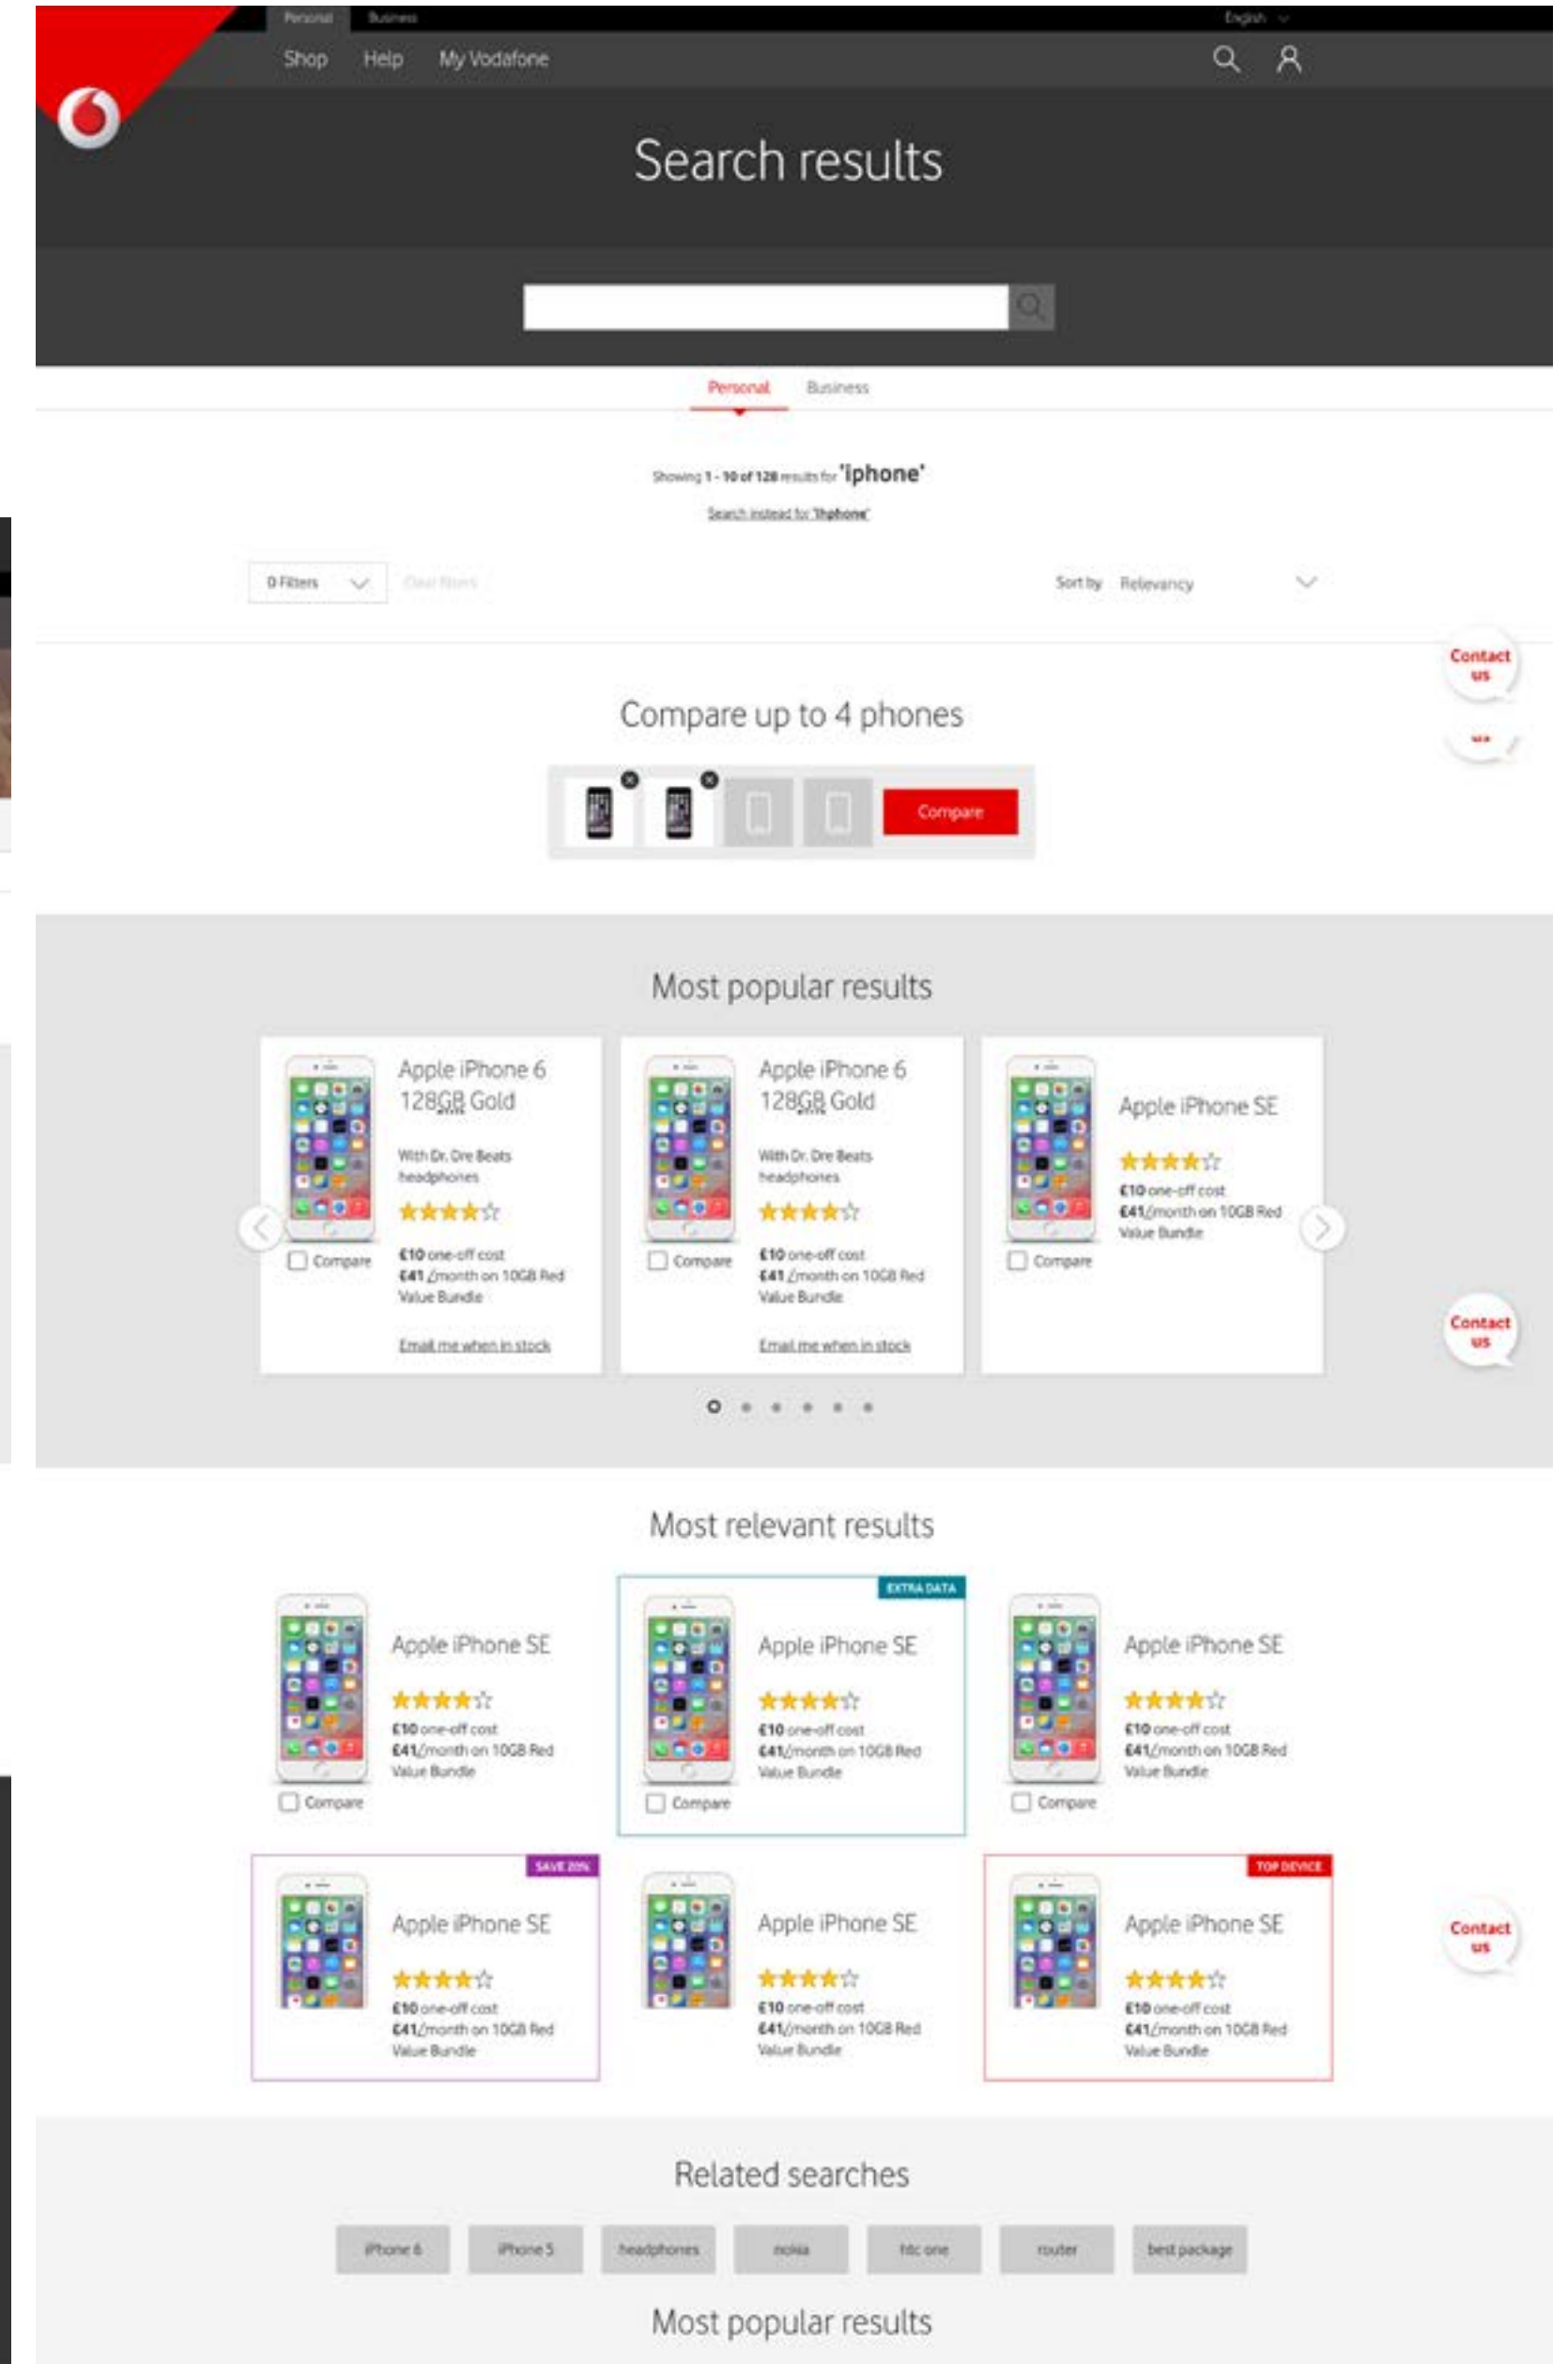 Personal Business English
Shop Help My Vodafone
Search results
Personal Business
Showing 1 - 10 of 128 results for 'iphone'
Search instead for 'ihphone'
0 Filters Clear filters Sort by Relevancy
Contact
us
us
Compare up to 4 phones
Compare
Most popular results
Apple iPhone 6
128GB Gold
With Dr. Dre Beats
headphones
£10 one-off cost
£41 /month on 10GB Red
Value Bundle
Email me when in stock
Compare
Apple iPhone 6
128GB Gold
With Dr. Dre Beats
headphones
£10 one-off cost
£41 /month on 10GB Red
Value Bundle
Email me when in stock
Compare
Apple iPhone SE
£10 one-off cost
£41/month on 10GB Red
Value Bundle
Compare
Contact
us
Most relevant results
Apple iPhone SE
£10 one-off cost
£41/month on 10GB Red
Value Bundle
Compare
EXTRA DATA
Apple iPhone SE
£10 one-off cost
£41/month on 10GB Red
Value Bundle
Compare
Apple iPhone SE
£10 one-off cost
£41/month on 10GB Red
Value Bundle
Compare
SAVE 20%
Apple iPhone SE
£10 one-off cost
£41/month on 10GB Red
Value Bundle
Apple iPhone SE
£10 one-off cost
£41/month on 10GB Red
Value Bundle
TOP DEVICE
Apple iPhone SE
£10 one-off cost
£41/month on 10GB Red
Value Bundle
Contact
us
Related searches
iPhone 6 iPhone 5 headphones nokia htc one router best package
Most popular results